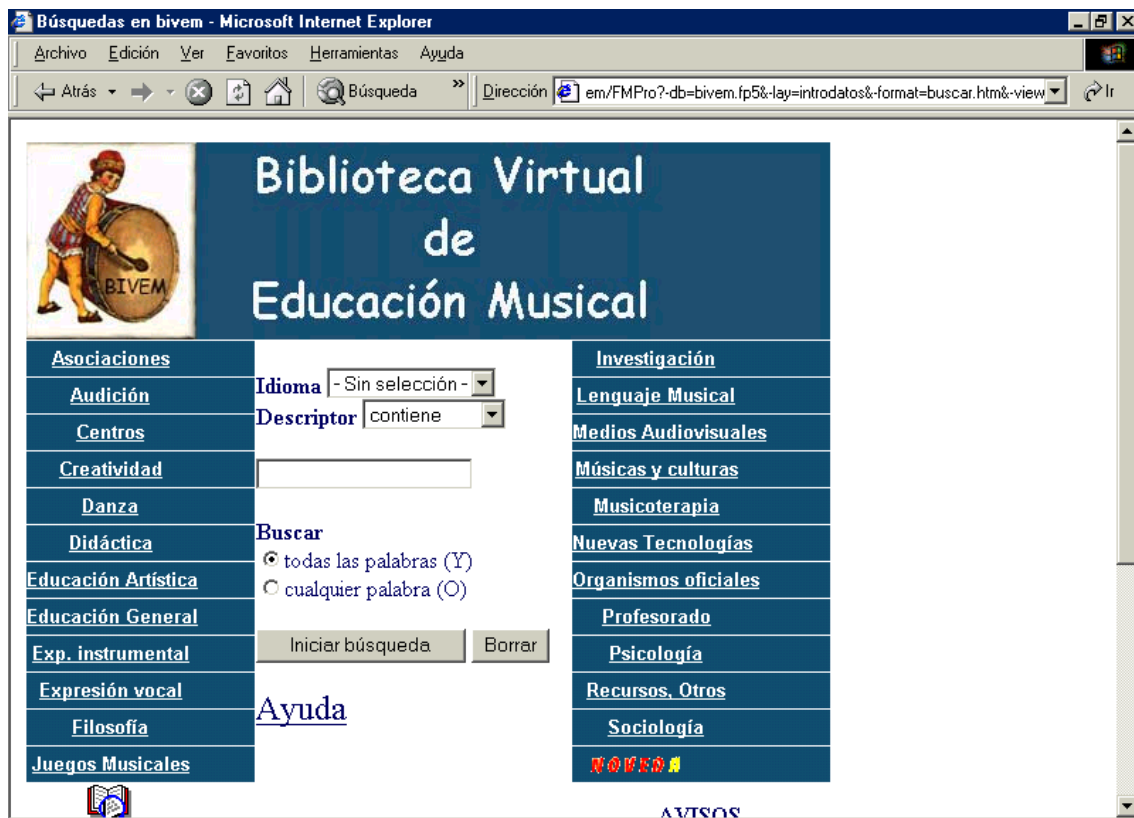 Búsquedas en bivem - Microsoft Internet Explorer
Archivo Edición Ver Favoritos Herramientas Ayuda
Atrás Búsqueda » Dirección em/FMPro?-db=bivem.fp5&-lay=introdatos&-format=buscar.htm&-view Ir
Biblioteca Virtual
de
Educación Musical
BIVEM
Asociaciones
Audición
Centros
Creatividad
Danza
Didáctica
Educación Artística
Educación General
Exp. instrumental
Expresión vocal
Filosofía
Juegos Musicales
Idioma - Sin selección -
Descriptor contiene
Buscar
todas las palabras (Y)
cualquier palabra (O)
Iniciar búsqueda Borrar
Ayuda
Investigación
Lenguaje Musical
Medios Audiovisuales
Músicas y culturas
Musicoterapia
Nuevas Tecnologías
Organismos oficiales
Profesorado
Psicología
Recursos, Otros
Sociología
NOVEDA
AVISOS